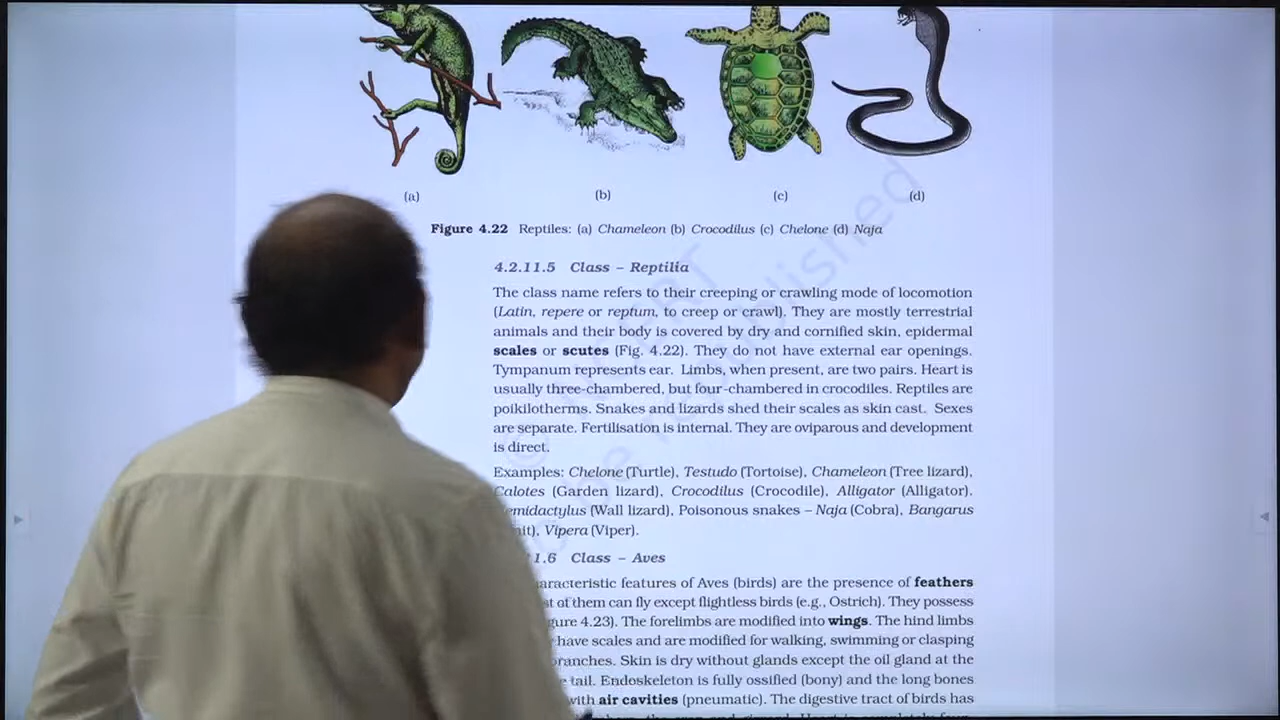 (a) (b) (c) (d)
Figure 4.22 Reptiles: (a) Chameleon (b) Crocodilus (c) Chelone (d) Naja
4.2.11.5 Class – Reptilia
The class name refers to their creeping or crawling mode of locomotion
(Latin, repere or reptum, to creep or crawl). They are mostly terrestrial
animals and their body is covered by dry and cornified skin, epidermal
scales or scutes (Fig. 4.22). They do not have external ear openings.
Tympanum represents ear. Limbs, when present, are two pairs. Heart is
usually three-chambered, but four-chambered in crocodiles. Reptiles are
poikilotherms. Snakes and lizards shed their scales as skin cast. Sexes
are separate. Fertilisation is internal. They are oviparous and development
is direct.
Examples: Chelone (Turtle), Testudo (Tortoise), Chameleon (Tree lizard),
Calotes (Garden lizard), Crocodilus (Crocodile), Alligator (Alligator).
(Wall lizard), Poisonous snakes – Naja (Cobra), Bangarus
Vipera (Viper).
1.6 Class – Aves
features of Aves (birds) are the presence of feathers
of them can fly except flightless birds (e.g., Ostrich). They possess
4.23). The forelimbs are modified into wings. The hind limbs
have scales and are modified for walking, swimming or clasping
Skin is dry without glands except the oil gland at the
tail. Endoskeleton is fully ossified (bony) and the long bones
with air cavities (pneumatic). The digestive tract of birds has
be republished